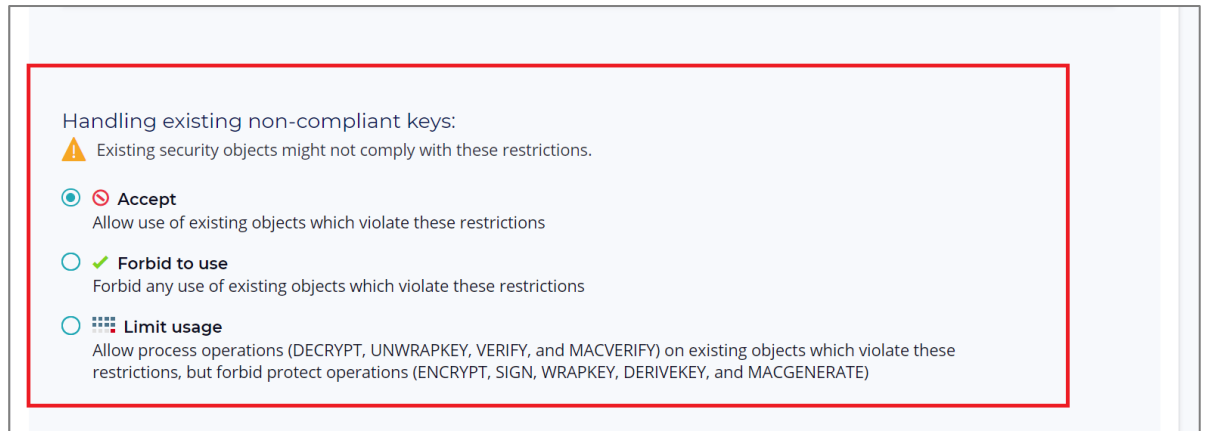 Handling existing non-compliant keys:
Existing security objects might not comply with these restrictions.
Accept
Allow use of existing objects which violate these restrictions
Forbid to use
Forbid any use of existing objects which violate these restrictions
Limit usage
Allow process operations (DECRYPT, UNWRAPKEY, VERIFY, and MACVERIFY) on existing objects which violate these
restrictions, but forbid protect operations (ENCRYPT, SIGN, WRAPKEY, DERIVEKEY, and MACGENERATE)